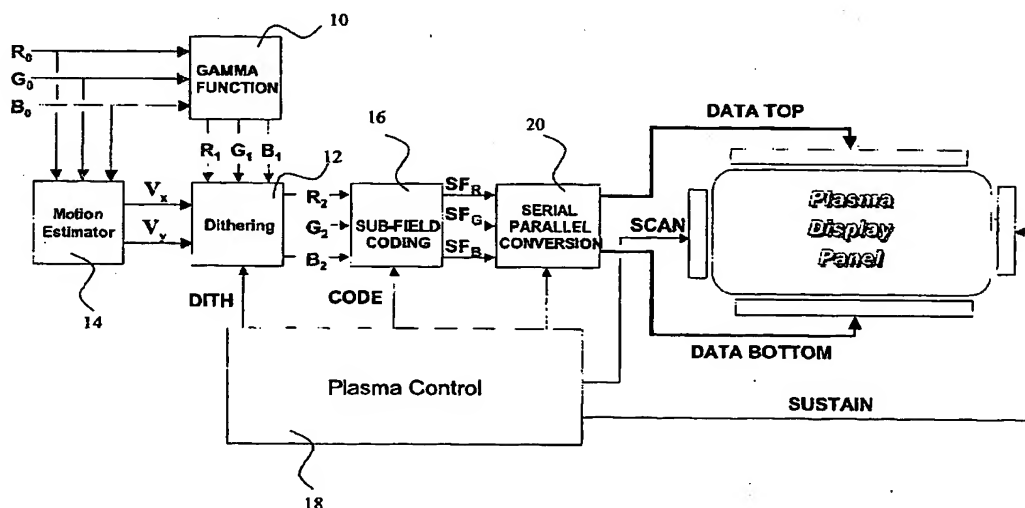 10
R₀
G₀
B₀
GAMMA
FUNCTION
R₁ G₁ B₁
12
16
20
DATA TOP
Motion
Estimator
Vₓ
Vᵧ
Dithering
R₂
G₂
B₂
SUB-FIELD
CODING
SF_R
SF_G
SF_B
SERIAL
PARALLEL
CONVERSION
SCAN
Plasma
Display
Panel
14
DITH
CODE
DATA BOTTOM
Plasma Control
SUSTAIN
18